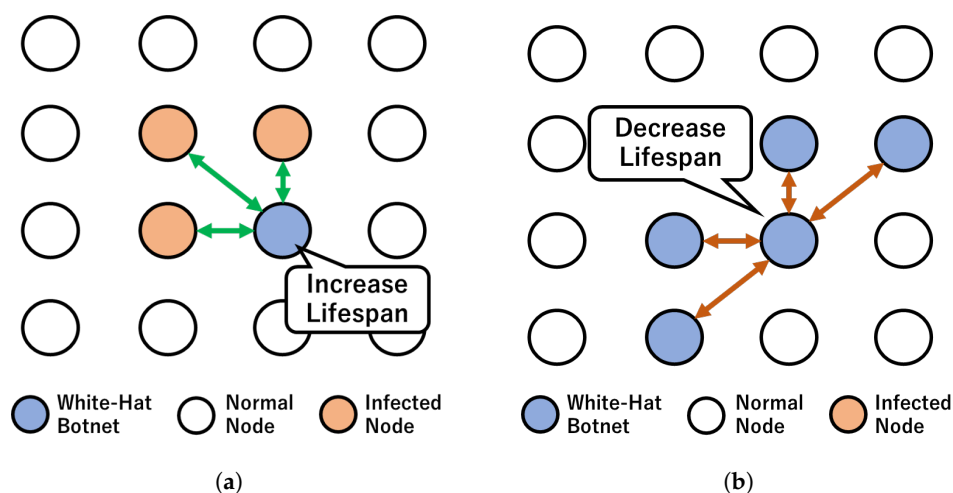 Increase
Lifespan
White-Hat
Botnet
Normal
Node
Infected
Node
(a)
Decrease
Lifespan
White-Hat
Botnet
Normal
Node
Infected
Node
(b)